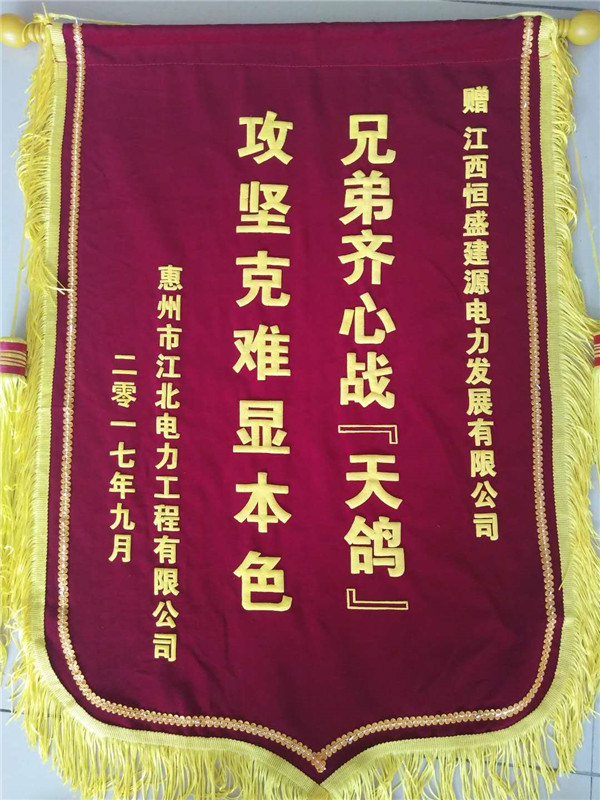 赠 江西恒盛建源电力发展有限公司
兄弟齐心战『天鸽』
攻坚克难显本色
惠州市江北电力工程有限公司
二零一七年九月